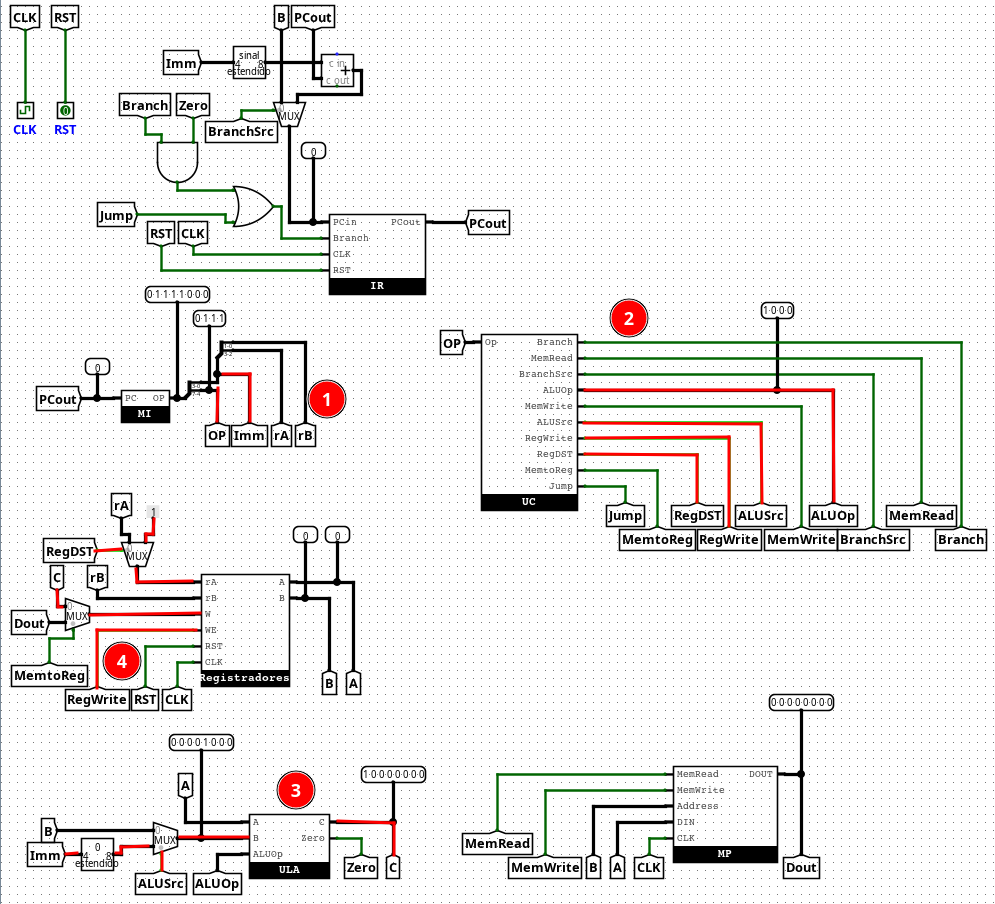 CLK RST
CLK RST
B PCout
Imm
sinal
4 8
estendido
c in
+
c out
MUX
BranchSrc
Branch Zero
0
Jump
RST CLK
PCin PCout
Branch
CLK
RST
IR
PCout
0 1 1 1 1 0 0 0
0 1 1 1
0
PCout
PC OP
MI
1
OP Imm rA rB
2
1 0 0 0
OP
Op Branch
MemRead
BranchSrc
ALUOp
MemWrite
ALUSrc
RegWrite
RegDST
MemtoReg
Jump
UC
Jump RegDST ALUSrc ALUOp MemRead
MemtoReg RegWrite MemWrite BranchSrc Branch
rA
1
RegDST
MUX
C rB
MUX
Dout
MemtoReg
4
RegWrite RST CLK
0 0
rA A
rB B
W
WE
RST
CLK
Registradores
B A
0 0 0 0 1 0 0 0
A
3
1 0 0 0 0 0 0 0
B
MUX
Imm
0
4 8
estendido
ALUSrc ALUOp
A C
B Zero
ALUOp
ULA
Zero C
0 0 0 0 0 0 0 0
MemRead DOUT
MemWrite
Address
DIN
CLK
MP
MemRead
MemWrite B A CLK
Dout